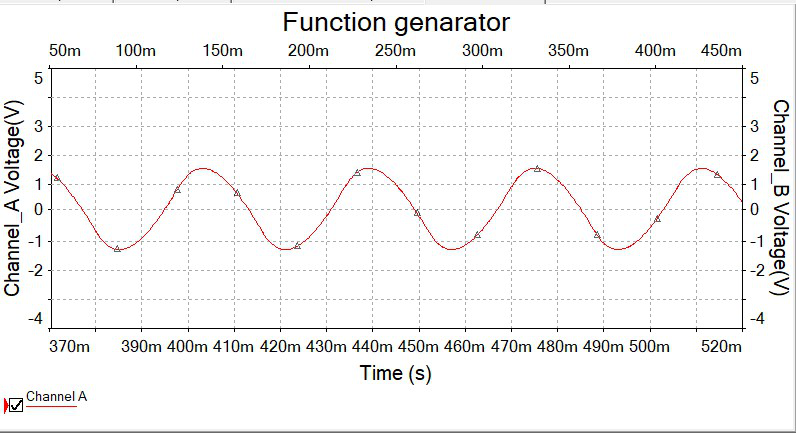 Function genarator
50m 100m 150m 200m 250m 300m 350m 400m 450m
5 5
3 3
2 2
1 1
0 0
-1 -1
-2 -2
-4 -4
Channel_A Voltage(V)
Channel_B Voltage(V)
370m 390m 400m 410m 420m 430m 440m 450m 460m 470m 480m 490m 500m 520m
Time (s)
Channel A